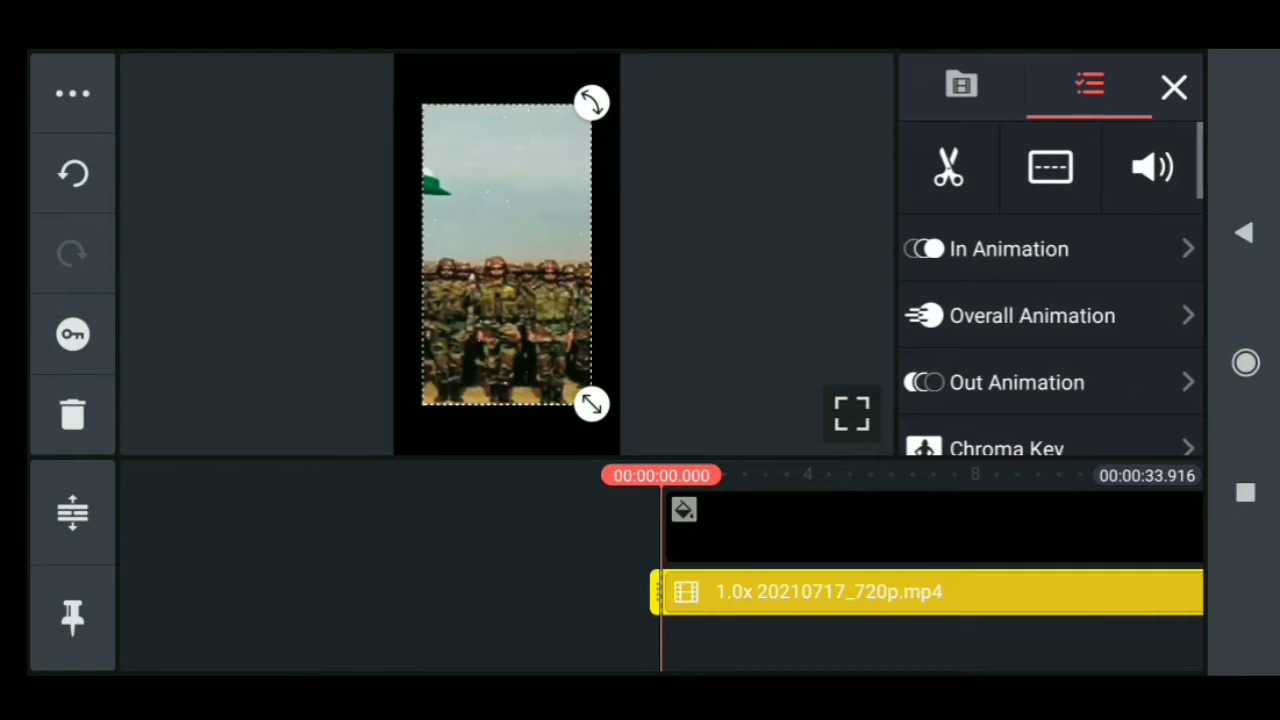 In Animation
Overall Animation
Out Animation
Chroma Key
00:00:00.000
4
8
00:00:33.916
1.0x 20210717_720p.mp4